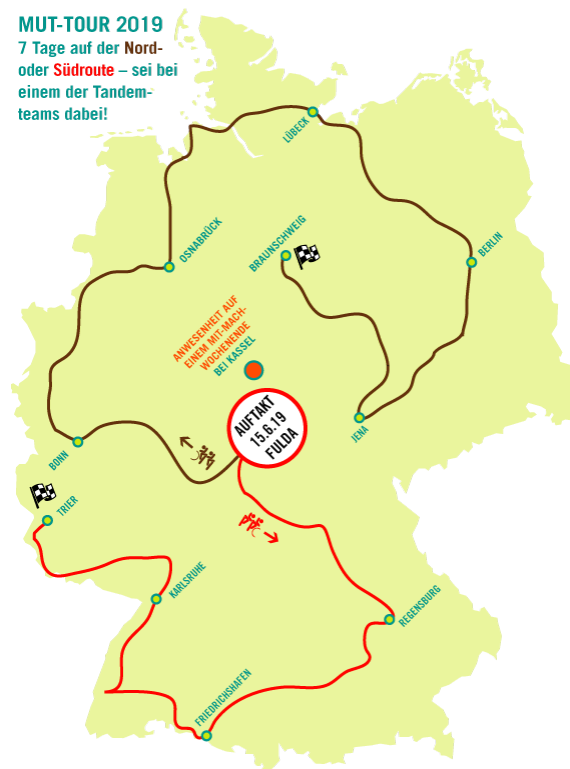 MUT-TOUR 2019
7 Tage auf der Nord-
oder Südroute – sei bei
einem der Tandem-
teams dabei!
LÜBECK
OSNABRÜCK
BRAUNSCHWEIG
BERLIN
ANWESENHEIT AUF
EINEM MIT-MACH-
WOCHENENDE
BEI KASSEL
AUFTAKT
15.6.19
FULDA
JENA
BONN
TRIER
KARLSRUHE
REGENSBURG
FRIEDRICHSHAFEN